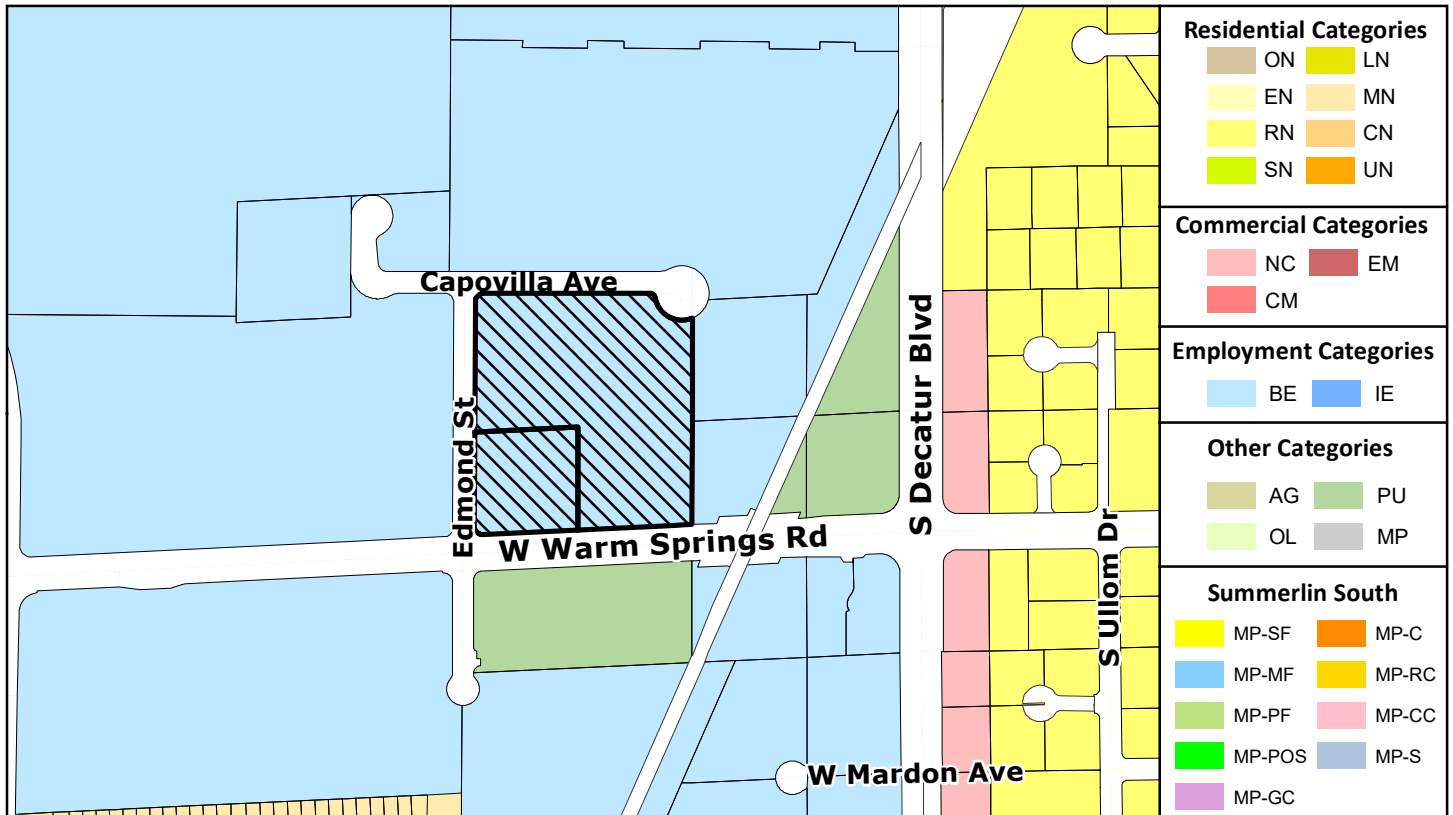 Capovilla Ave
Edmond St
W Warm Springs Rd
S Decatur Blvd
S Ullom Dr
W Mardon Ave
Residential Categories
ON LN
EN MN
RN CN
SN UN
Commercial Categories
NC EM
CM
Employment Categories
BE IE
Other Categories
AG PU
OL MP
Summerlin South
MP-SF MP-C
MP-MF MP-RC
MP-PF MP-CC
MP-POS MP-S
MP-GC